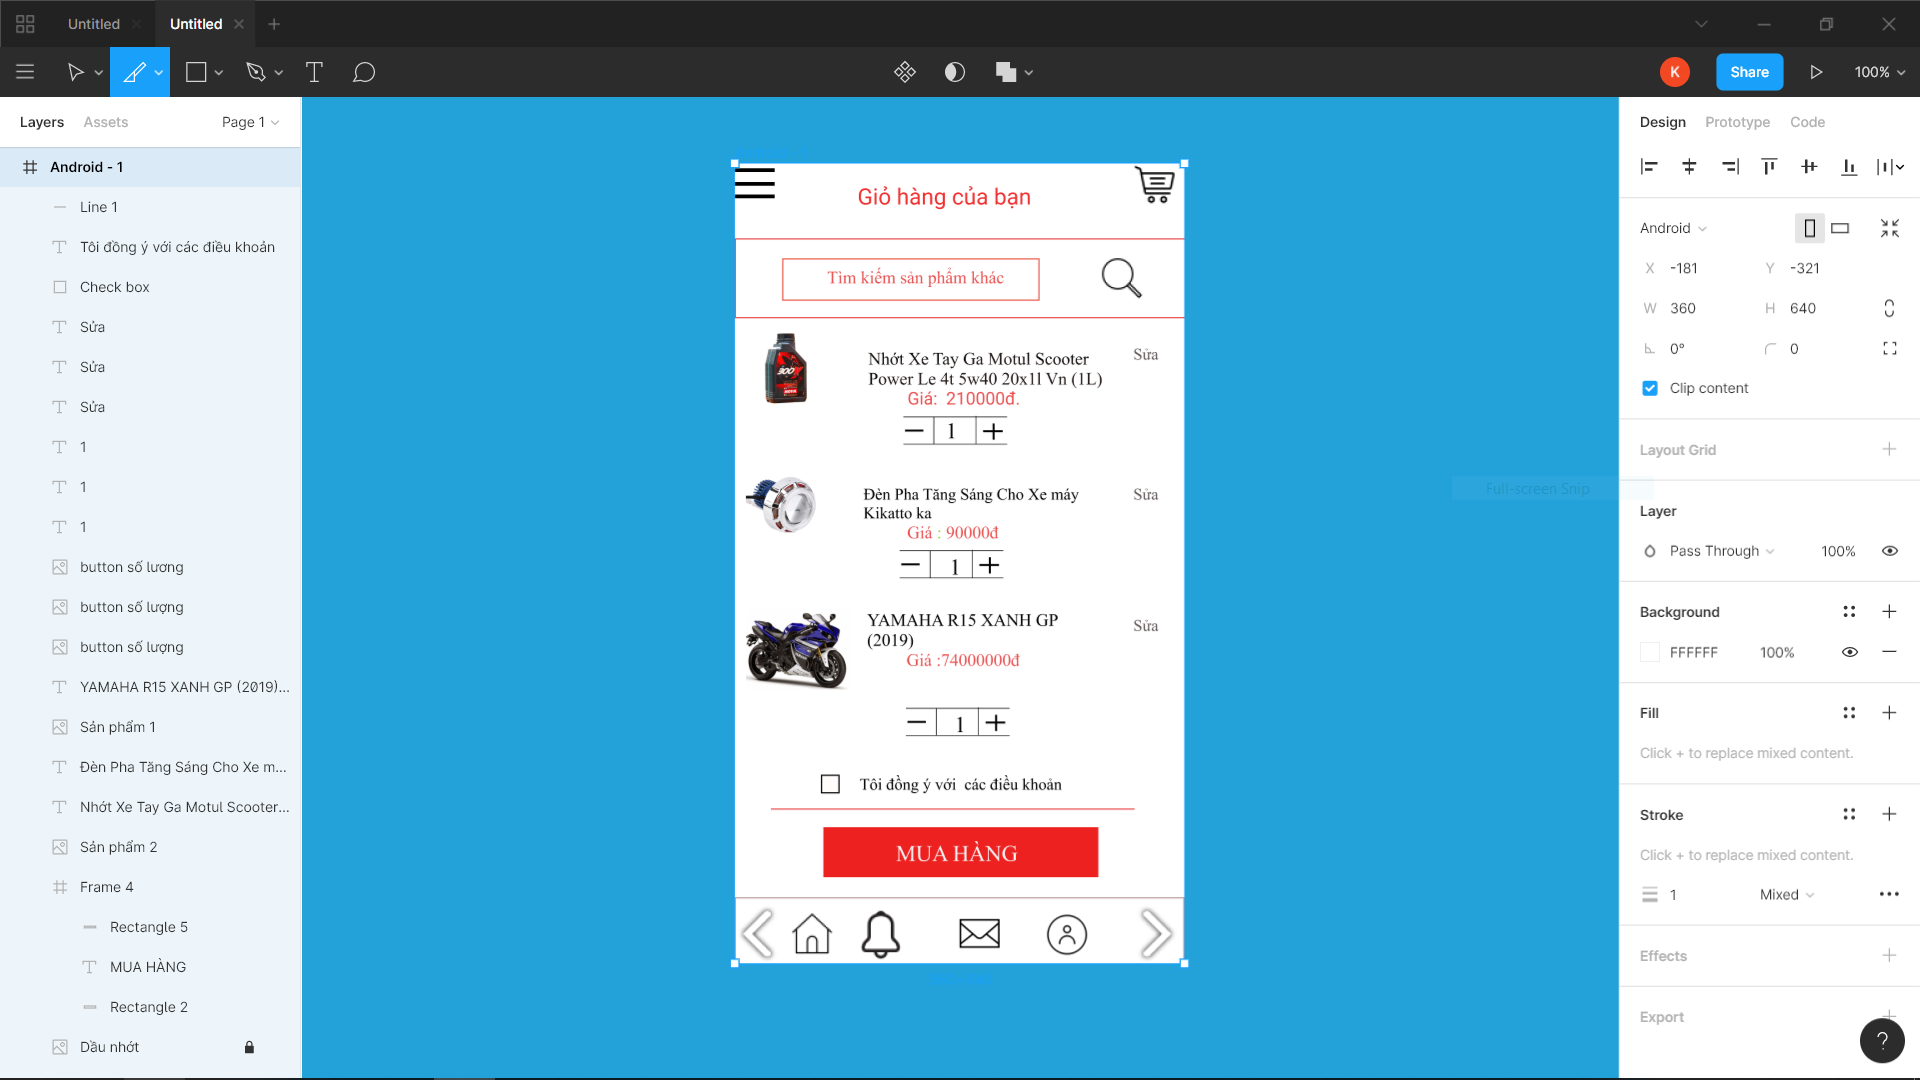 Untitled
Untitled
K
Share
100%
Layers
Assets
Page 1
Android - 1
Line 1
Tôi đồng ý với các điều khoản
Check box
Sửa
Sửa
Sửa
1
1
1
button số lương
button số lượng
button số lượng
YAMAHA R15 XANH GP (2019)...
Sản phẩm 1
Đèn Pha Tăng Sáng Cho Xe m...
Nhớt Xe Tay Ga Motul Scooter...
Sản phẩm 2
Frame 4
Rectangle 5
MUA HÀNG
Rectangle 2
Dầu nhớt
Giỏ hàng của bạn
Tìm kiếm sản phẩm khác
Nhớt Xe Tay Ga Motul Scooter
Power Le 4t 5w40 20x1l Vn (1L)
Sửa
Giá: 210000đ.
1
Đèn Pha Tăng Sáng Cho Xe máy
Kikatto ka
Sửa
Giá : 90000đ
1
YAMAHA R15 XANH GP
(2019)
Sửa
Giá :74000000đ
1
Tôi đồng ý với các điều khoản
MUA HÀNG
Full-screen Snip
Design
Prototype
Code
Android
X -181
Y -321
W 360
H 640
0°
0
Clip content
Layout Grid
Layer
Pass Through
100%
Background
FFFFFF
100%
Fill
Click + to replace mixed content.
Stroke
Click + to replace mixed content.
1
Mixed
Effects
Export
?